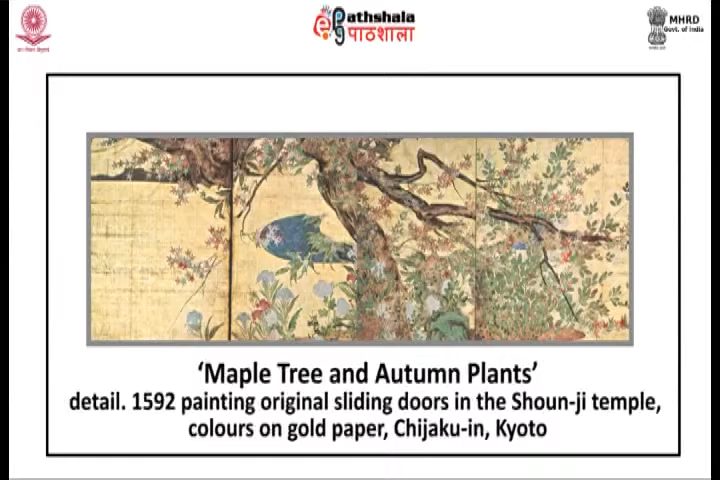 Pathshala
पाठशाला
MHRD
Govt. of India
‘Maple Tree and Autumn Plants’
detail. 1592 painting original sliding doors in the Shoun-ji temple,
colours on gold paper, Chijaku-in, Kyoto